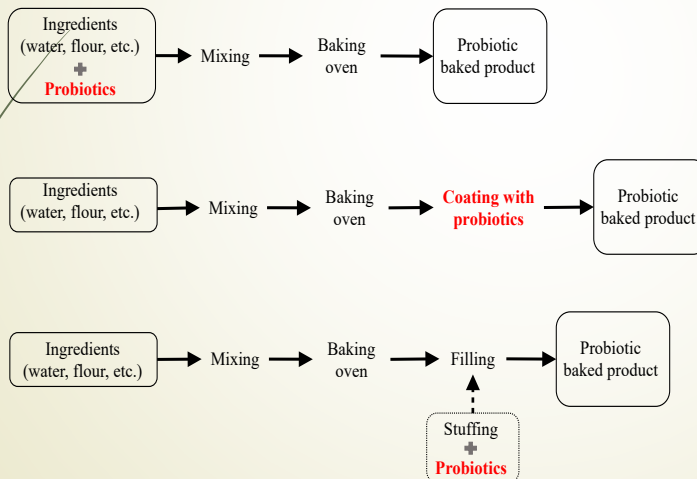 Ingredients
(water, flour, etc.)
+
Probiotics
Mixing
Baking
oven
Probiotic
baked product
Ingredients
(water, flour, etc.)
Mixing
Baking
oven
Coating with
probiotics
Probiotic
baked product
Ingredients
(water, flour, etc.)
Mixing
Baking
oven
Filling
Probiotic
baked product
Stuffing
+
Probiotics